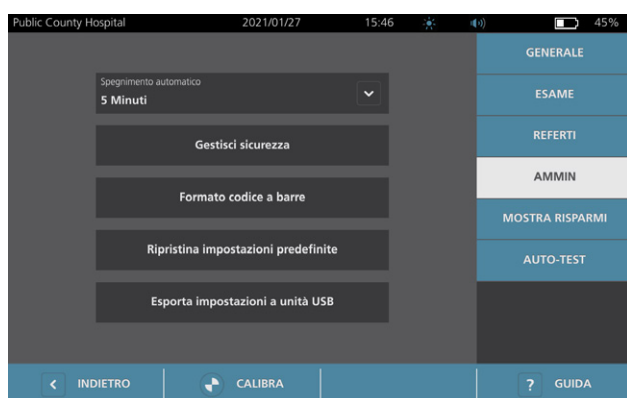 Public County Hospital 2021/01/27 15:46 45%
Spegnimento automatico
5 Minuti
Gestisci sicurezza
Formato codice a barre
Ripristina impostazioni predefinite
Esporta impostazioni a unità USB
GENERALE
ESAME
REFERTI
AMMIN
MOSTRA RISPARMI
AUTO-TEST
INDIETRO
CALIBRA
? GUIDA